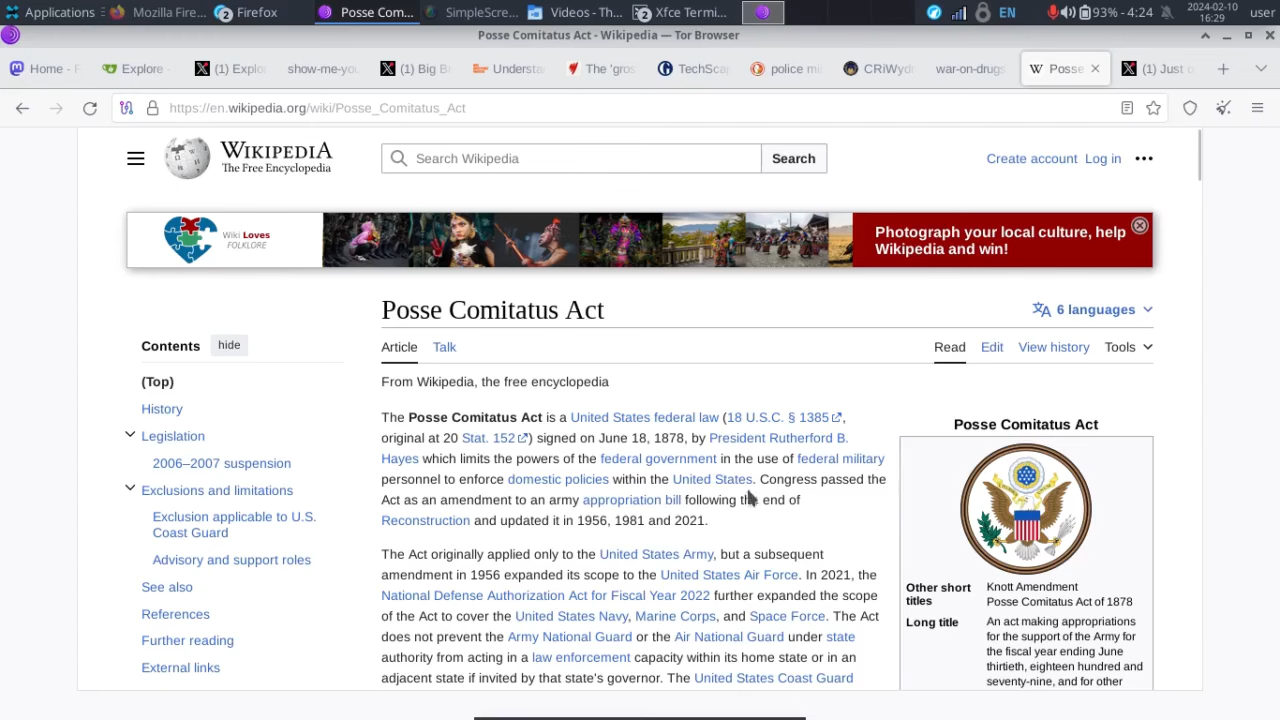 Applications
Mozilla Fire...
2
Firefox
Posse Com...
SimpleScre...
Videos - Th...
2
Xfce Termi...
EN
93% - 4:24
2024-02-10
16:29
user
Posse Comitatus Act - Wikipedia — Tor Browser
Home - F
Explore -
(1) Explo
show-me-you
(1) Big B
Understa
The 'gros
TechScap
police mi
CRiWyd
war-on-drugs
W Posse
(1) Just o
https://en.wikipedia.org/wiki/Posse_Comitatus_Act
WIKIPEDIA
The Free Encyclopedia
Search Wikipedia
Search
Create account Log in
Wiki Loves
FOLKLORE
Photograph your local culture, help
Wikipedia and win!
Posse Comitatus Act
6 languages
Contents hide
(Top)
History
Legislation
2006–2007 suspension
Exclusions and limitations
Exclusion applicable to U.S.
Coast Guard
Advisory and support roles
See also
References
Further reading
External links
Article Talk
Read Edit View history Tools
From Wikipedia, the free encyclopedia
The Posse Comitatus Act is a United States federal law (18 U.S.C. § 1385,
original at 20 Stat. 152) signed on June 18, 1878, by President Rutherford B.
Hayes which limits the powers of the federal government in the use of federal military
personnel to enforce domestic policies within the United States. Congress passed the
Act as an amendment to an army appropriation bill following the end of
Reconstruction and updated it in 1956, 1981 and 2021.
The Act originally applied only to the United States Army, but a subsequent
amendment in 1956 expanded its scope to the United States Air Force. In 2021, the
National Defense Authorization Act for Fiscal Year 2022 further expanded the scope
of the Act to cover the United States Navy, Marine Corps, and Space Force. The Act
does not prevent the Army National Guard or the Air National Guard under state
authority from acting in a law enforcement capacity within its home state or in an
adjacent state if invited by that state's governor. The United States Coast Guard
Posse Comitatus Act
Other short
titles
Knott Amendment
Posse Comitatus Act of 1878
Long title
An act making appropriations
for the support of the Army for
the fiscal year ending June
thirtieth, eighteen hundred and
seventy-nine, and for other